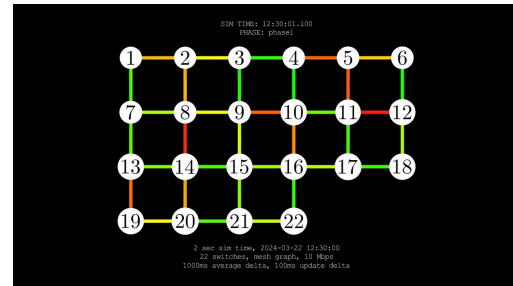 SIM TIME: 12:30:01.100
PHASE: phase1
1 2 3 4 5 6
7 8 9 10 11 12
13 14 15 16 17 18
19 20 21 22
2 sec sim time, 2024-03-22 12:30:00
22 switches, mesh graph, 10 Mbps
1000ms average delta, 100ms update delta